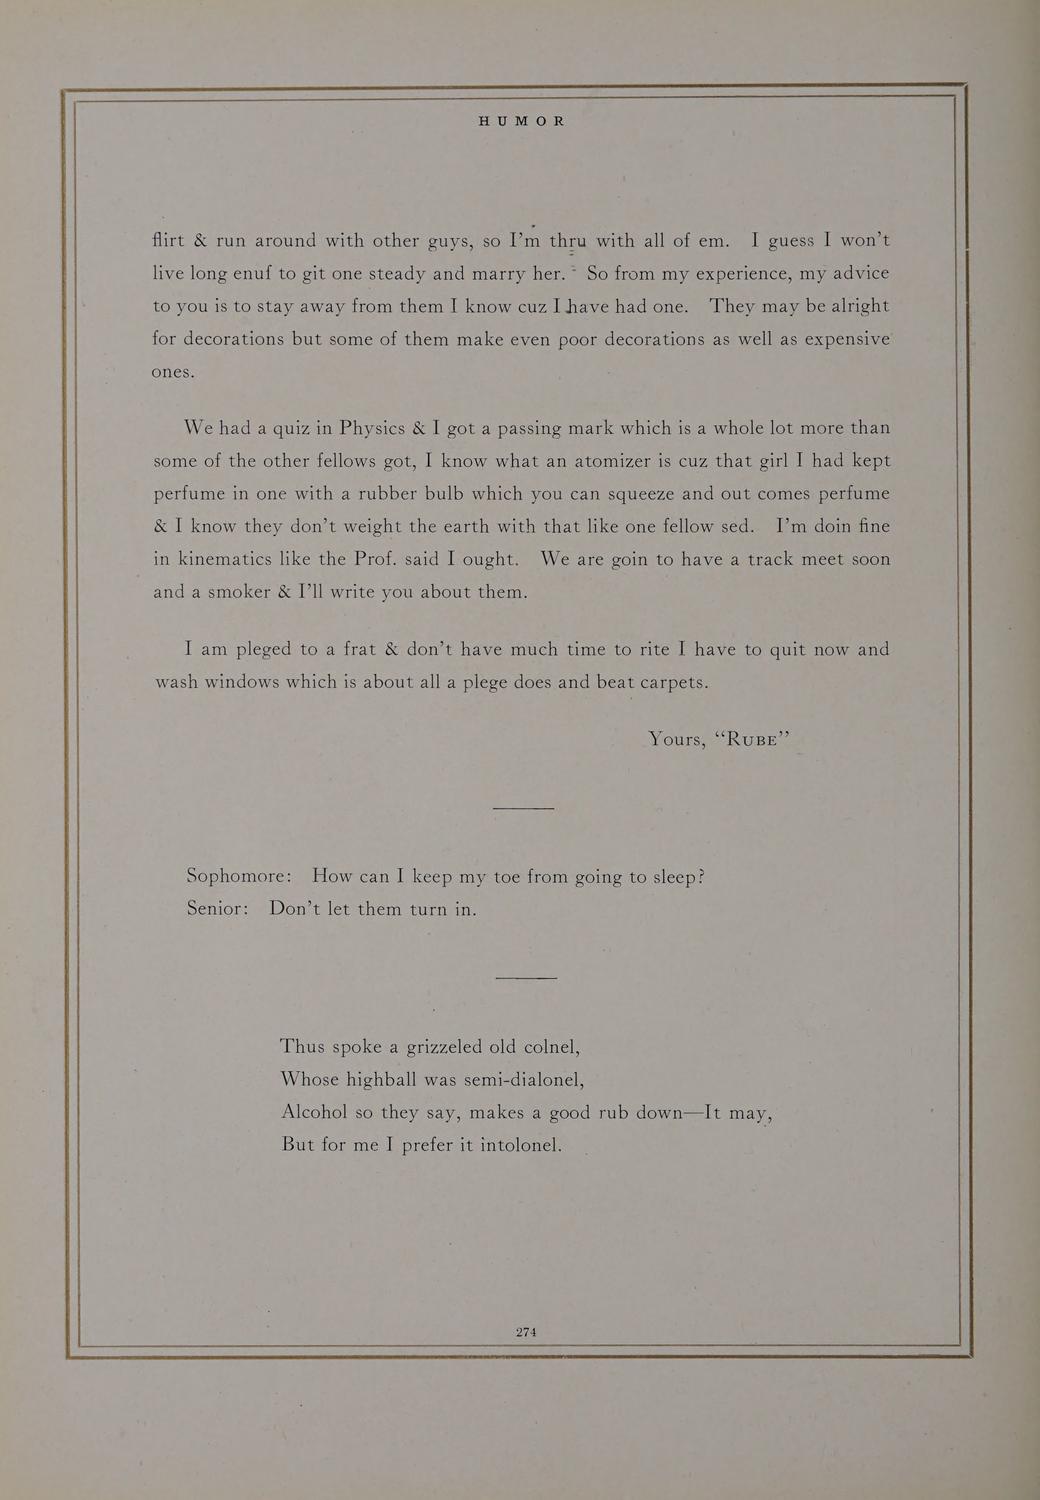 HUMOR
flirt & run around with other guys, so I'm thru with all of em. I guess I won't
live long enuf to git one steady and marry her. So from my experience, my advice
to you is to stay away from them I know cuz I have had one. They may be alright
for decorations but some of them make even poor decorations as well as expensive
ones.
We had a quiz in Physics & I got a passing mark which is a whole lot more than
some of the other fellows got, I know what an atomizer is cuz that girl I had kept
perfume in one with a rubber bulb which you can squeeze and out comes perfume
& I know they don't weight the earth with that like one fellow sed. I'm doin fine
in kinematics like the Prof. said I ought. We are goin to have a track meet soon
and a smoker & I'll write you about them.
I am pleged to a frat & don't have much time to rite I have to quit now and
wash windows which is about all a plege does and beat carpets.
Yours, "RUBE"
Sophomore: How can I keep my toe from going to sleep?
Senior: Don't let them turn in.
Thus spoke a grizzeled old colnel,
Whose highball was semi-dialonel,
Alcohol so they say, makes a good rub down—It may,
But for me I prefer it intolonel.
274